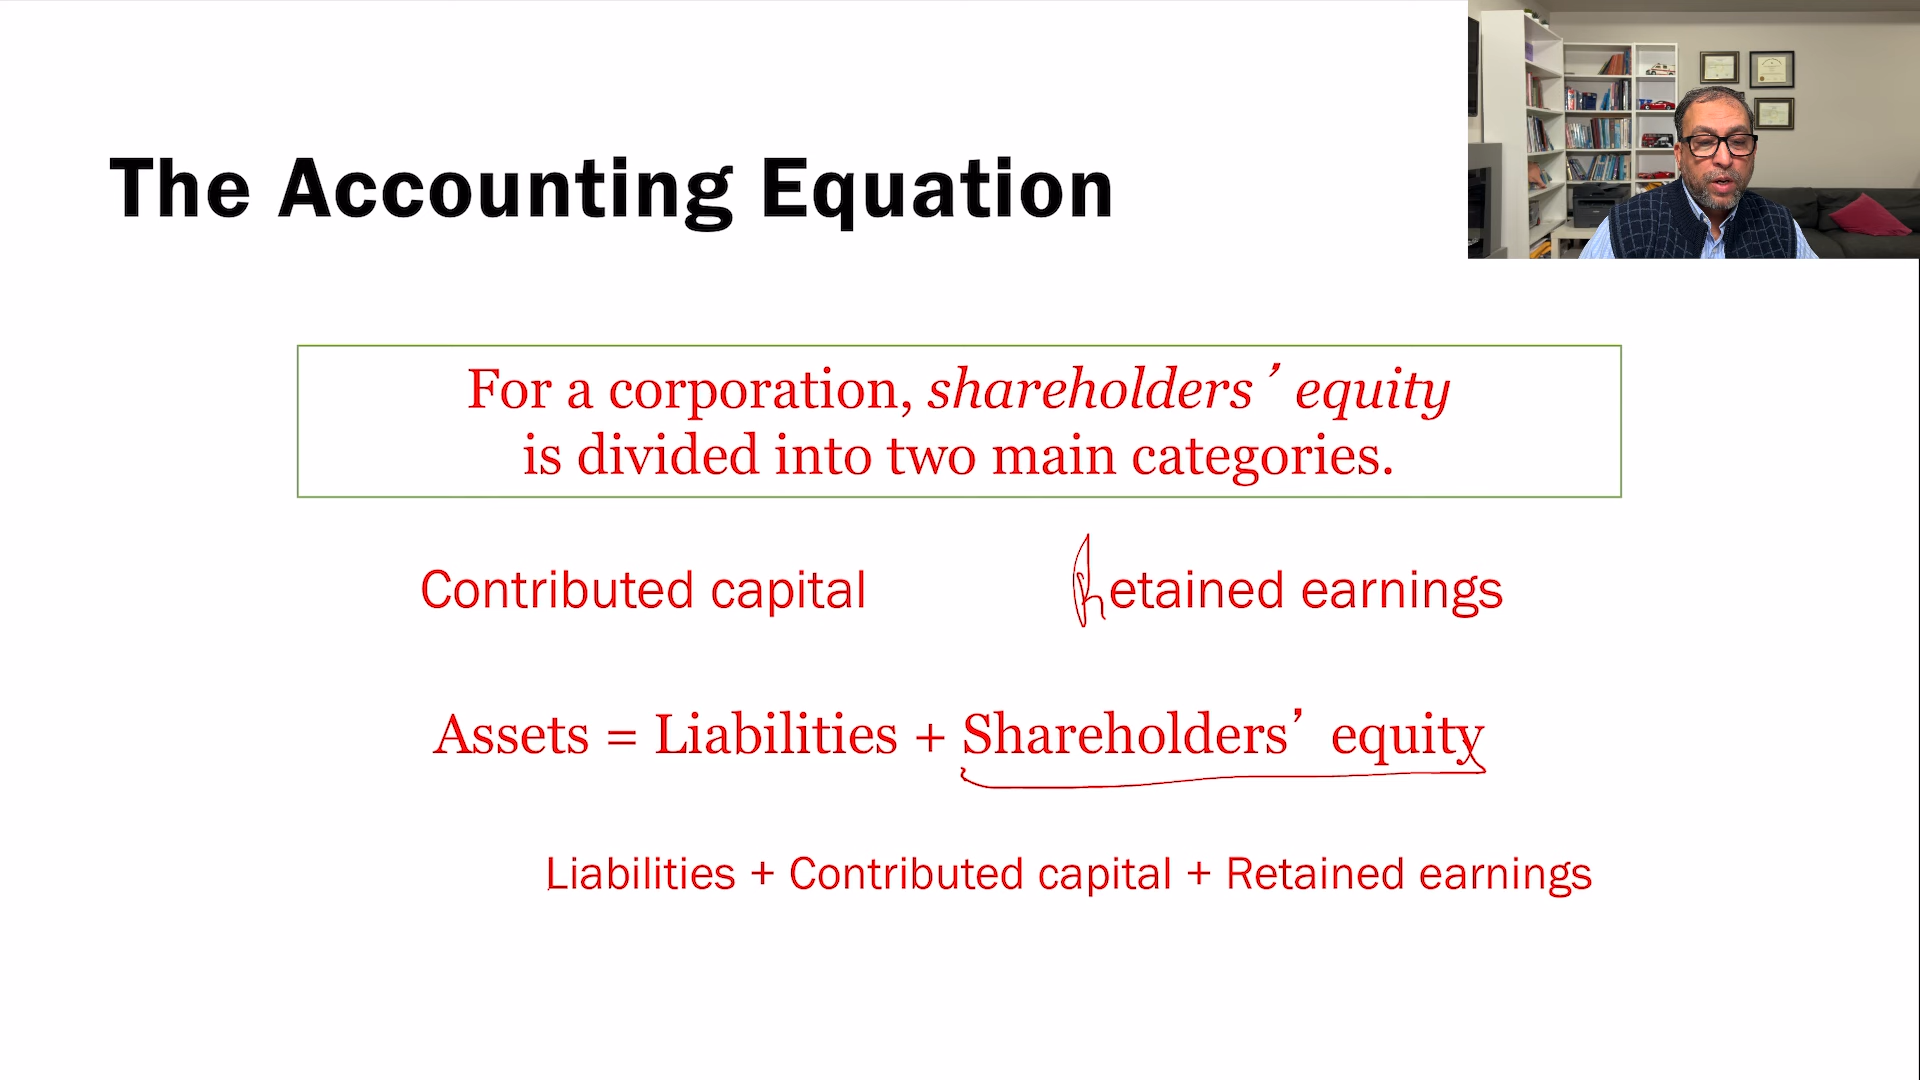 The Accounting Equation
For a corporation, shareholders’ equity
is divided into two main categories.
Contributed capital
Retained earnings
Assets = Liabilities + Shareholders’ equity
Liabilities + Contributed capital + Retained earnings